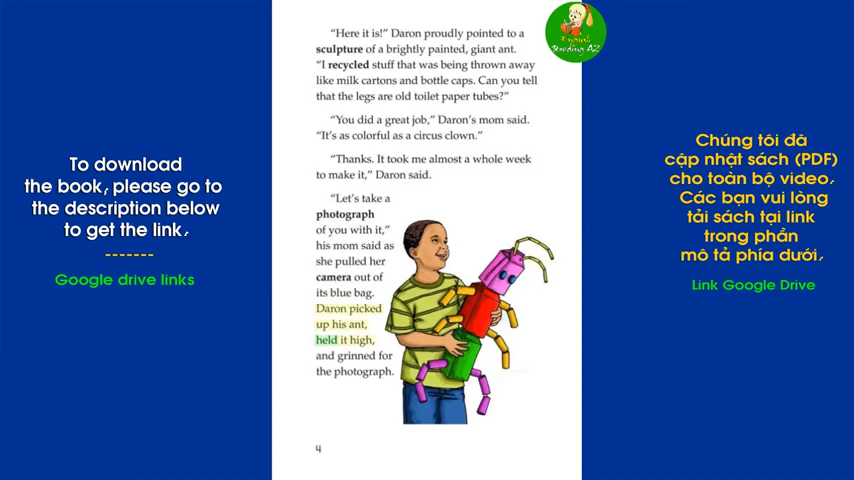 To download
the book, please go to
the description below
to get the link,
-------
Google drive links
“Here it is!” Daron proudly pointed to a
sculpture of a brightly painted, giant ant.
“I recycled stuff that was being thrown away
like milk cartons and bottle caps. Can you tell
that the legs are old toilet paper tubes?”
“You did a great job,” Daron’s mom said.
“It’s as colorful as a circus clown.”
“Thanks. It took me almost a whole week
to make it,” Daron said.
“Let’s take a
photograph
of you with it,”
his mom said as
she pulled her
camera out of
its blue bag.
Daron picked
up his ant,
held it high,
and grinned for
the photograph.
4
English
Reading AZ
Chúng tôi đã
cập nhật sách (PDF)
cho toàn bộ video,
Các bạn vui lòng
tải sách tại link
trong phần
mô tả phía dưới,
Link Google Drive